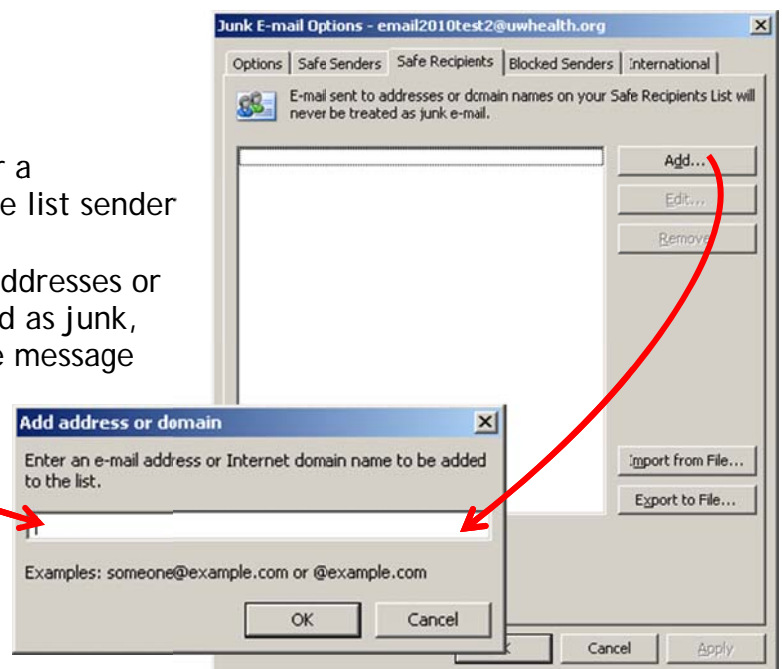 Junk E-mail Options - email2010test2@uwhealth.org
Options Safe Senders Safe Recipients Blocked Senders International
E-mail sent to addresses or domain names on your Safe Recipients List will
never be treated as junk e-mail.
Add...
Edit...
Remove
r a
e list sender
ddresses or
d as junk,
e message
Import from File...
Export to File...
Add address or domain
Enter an e-mail address or Internet domain name to be added
to the list.
Examples: someone@example.com or @example.com
OK Cancel
Cancel Apply